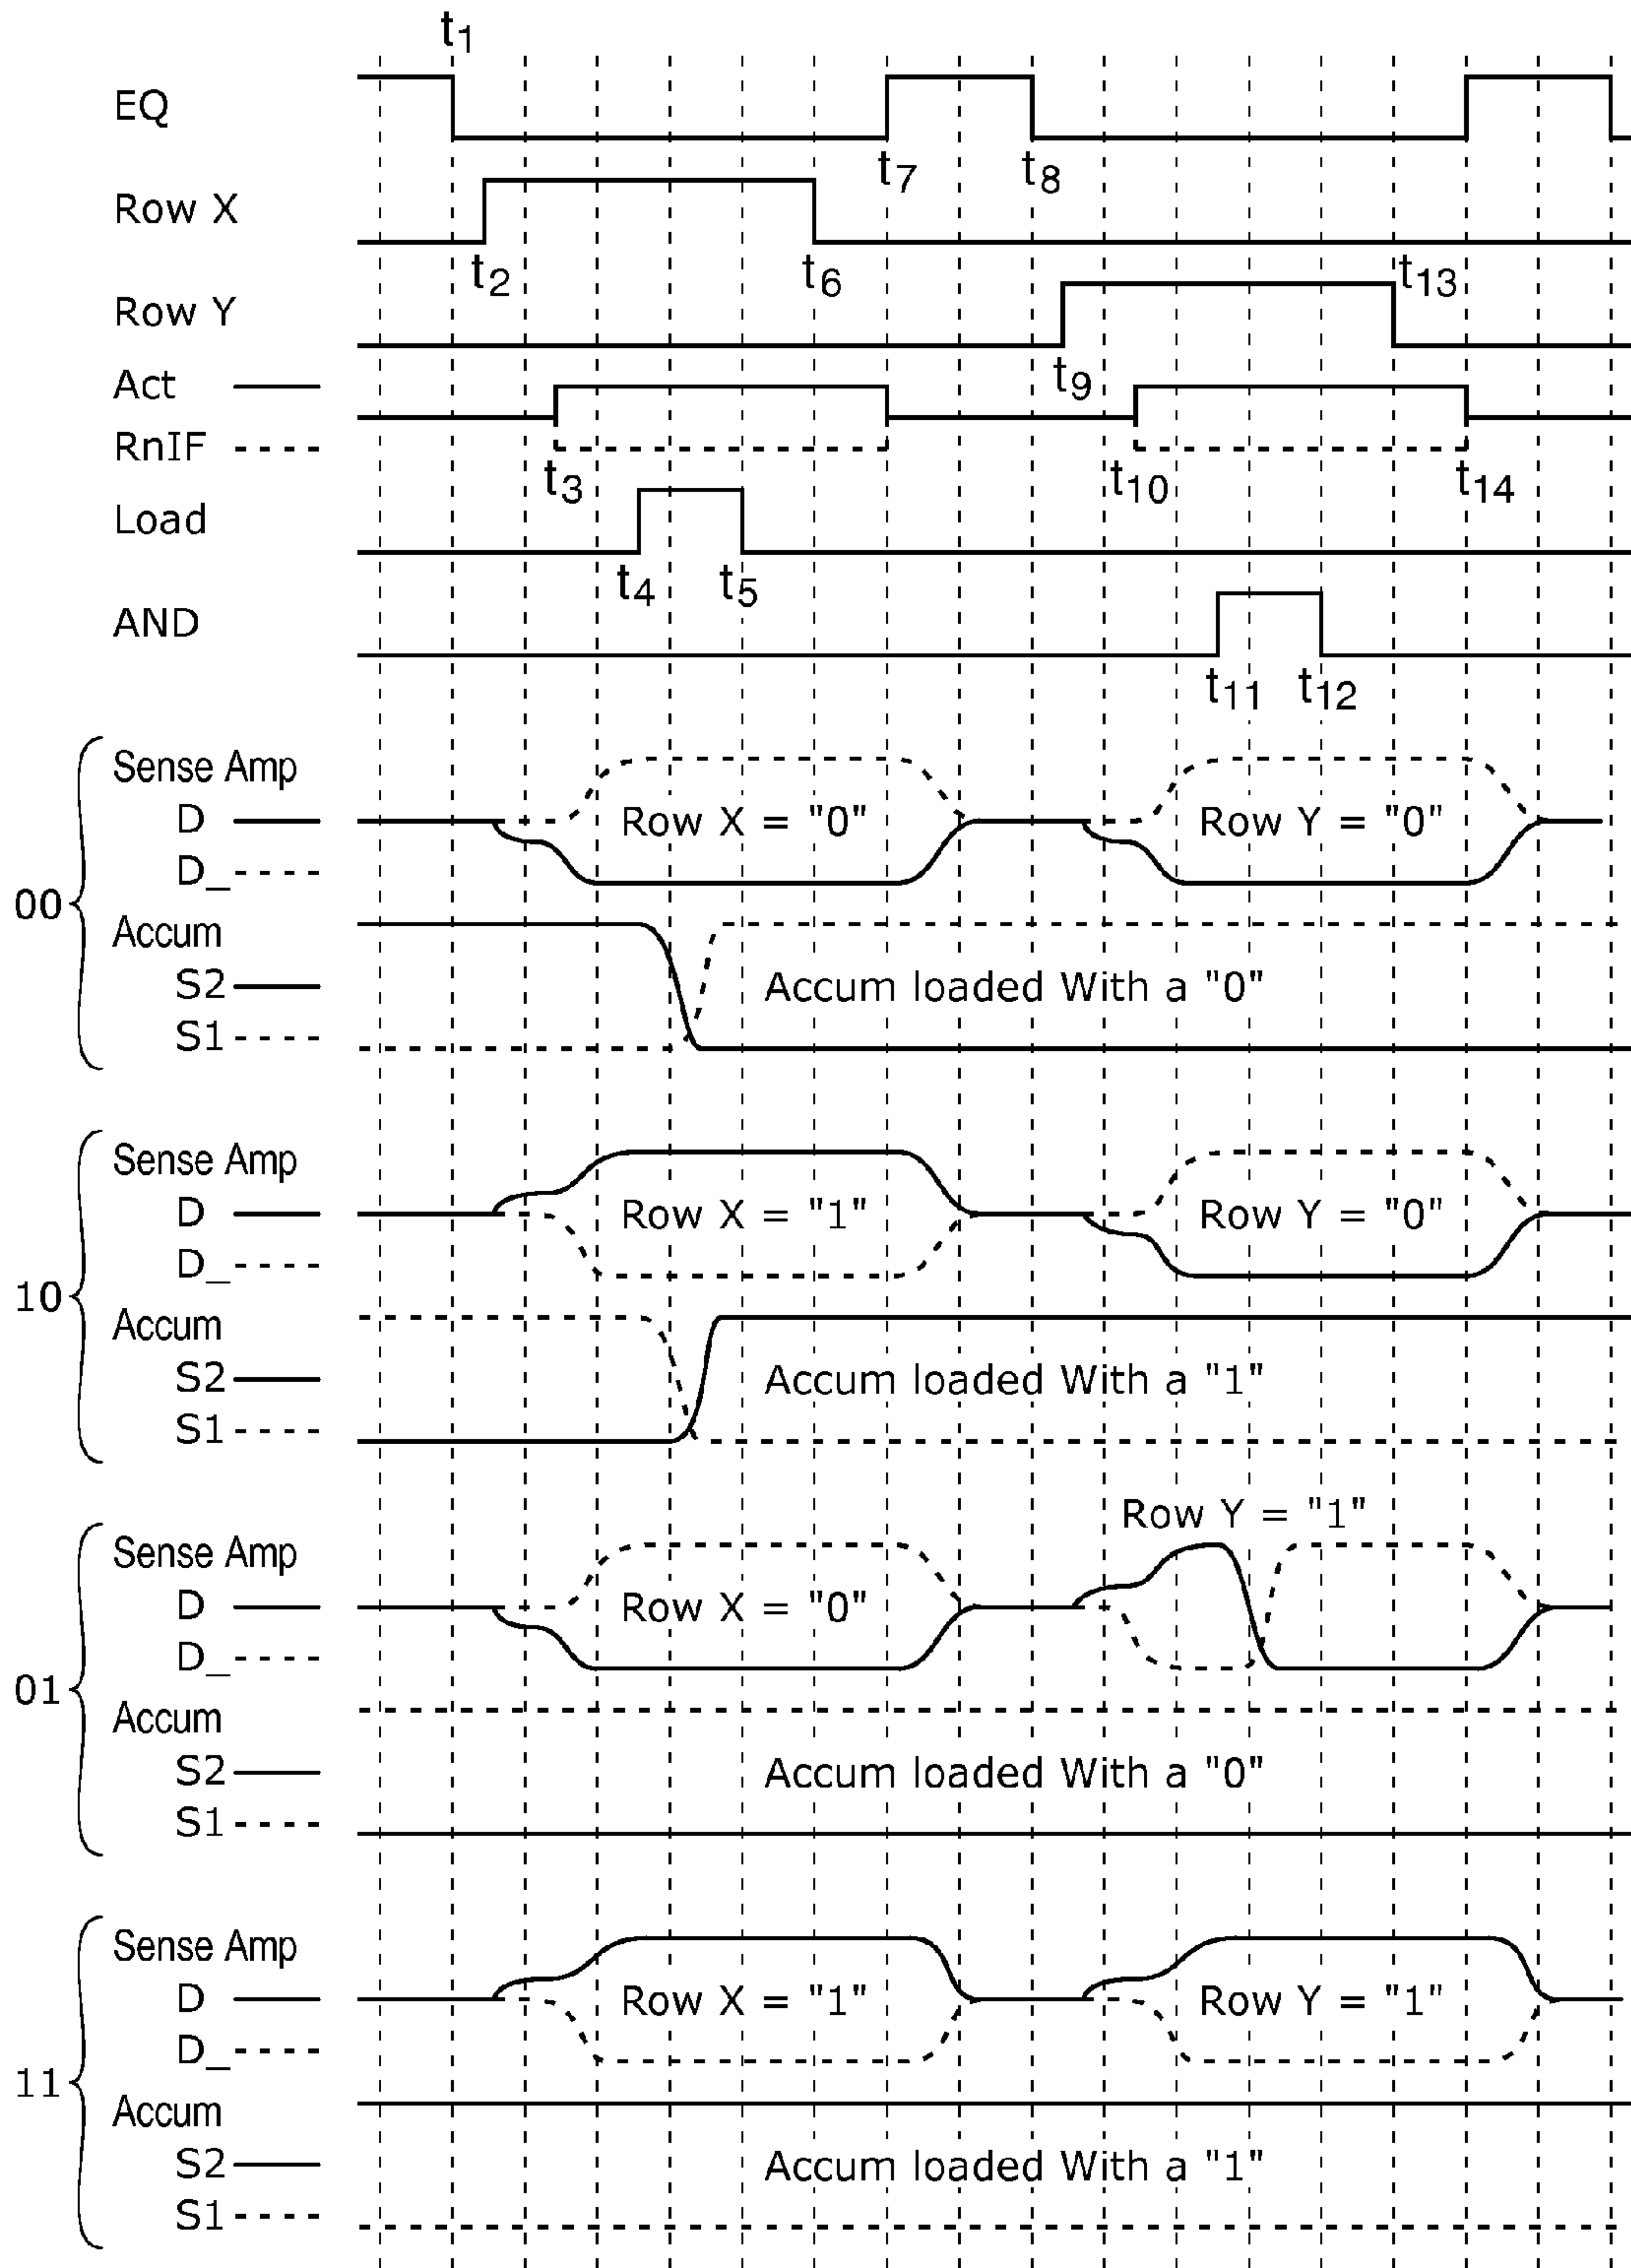 t1
EQ
t7 t8
Row X
t2 t6 t13
Row Y
t9
Act
RnIF
t3 t10 t14
Load
t4 t5
AND
t11 t12
Sense Amp
D Row X = "0" Row Y = "0"
D_
00
Accum
S2 Accum loaded With a "0"
S1
Sense Amp
D Row X = "1" Row Y = "0"
D_
10
Accum
S2 Accum loaded With a "1"
S1
Row Y = "1"
Sense Amp
D Row X = "0"
D_
01
Accum
S2 Accum loaded With a "0"
S1
Sense Amp
D Row X = "1" Row Y = "1"
D_
11
Accum
S2 Accum loaded With a "1"
S1